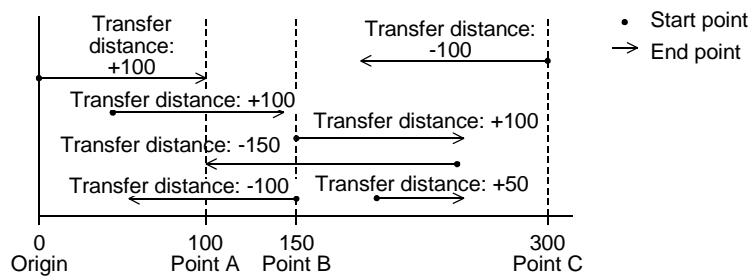 Transfer
distance:
+100
Transfer distance:
-100
Start point
End point
Transfer distance: +100
Transfer distance: +100
Transfer distance: -150
Transfer distance: -100
Transfer distance: +50
0
100
150
300
Origin
Point A
Point B
Point C